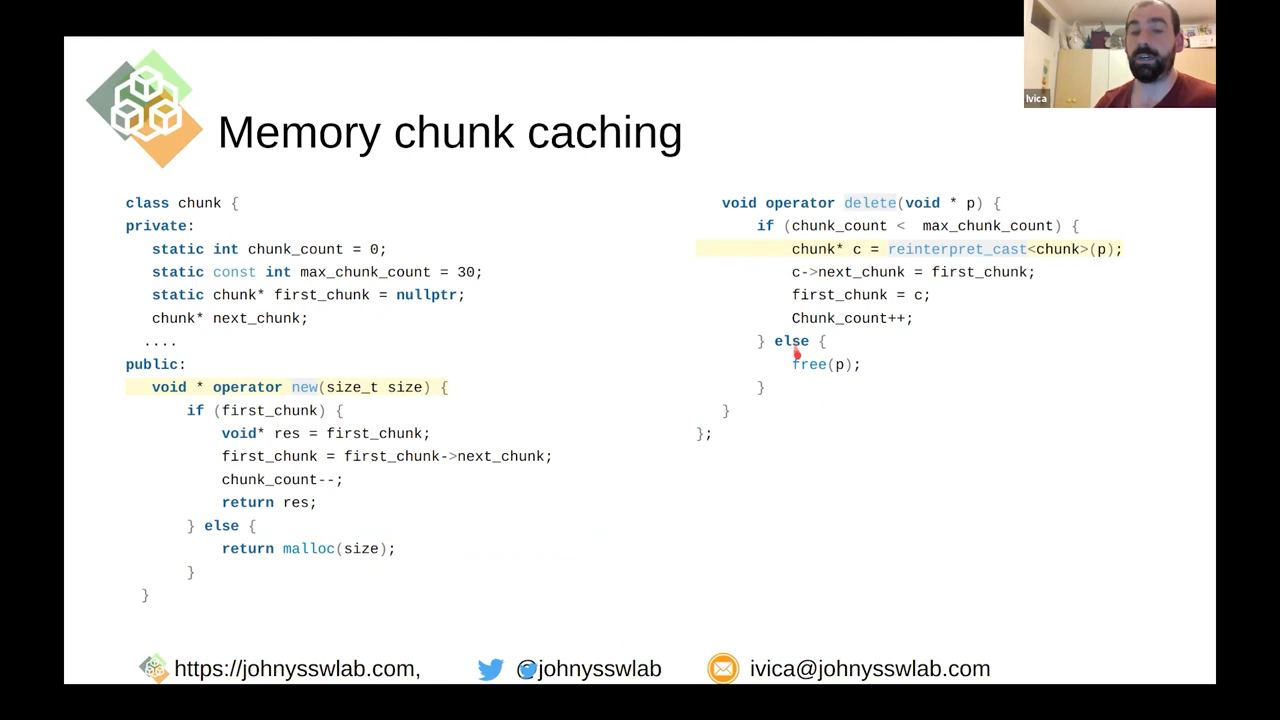 Ivica
Memory chunk caching
class chunk {
private:
static int chunk_count = 0;
static const int max_chunk_count = 30;
static chunk* first_chunk = nullptr;
chunk* next_chunk;
....
public:
void * operator new(size_t size) {
if (first_chunk) {
void* res = first_chunk;
first_chunk = first_chunk->next_chunk;
chunk_count--;
return res;
} else {
return malloc(size);
}
}
void operator delete(void * p) {
if (chunk_count < max_chunk_count) {
chunk* c = reinterpret_cast<chunk>(p);
c->next_chunk = first_chunk;
first_chunk = c;
Chunk_count++;
} else {
free(p);
}
}
};
https://johnysswlab.com, @johnysswlab ivica@johnysswlab.com